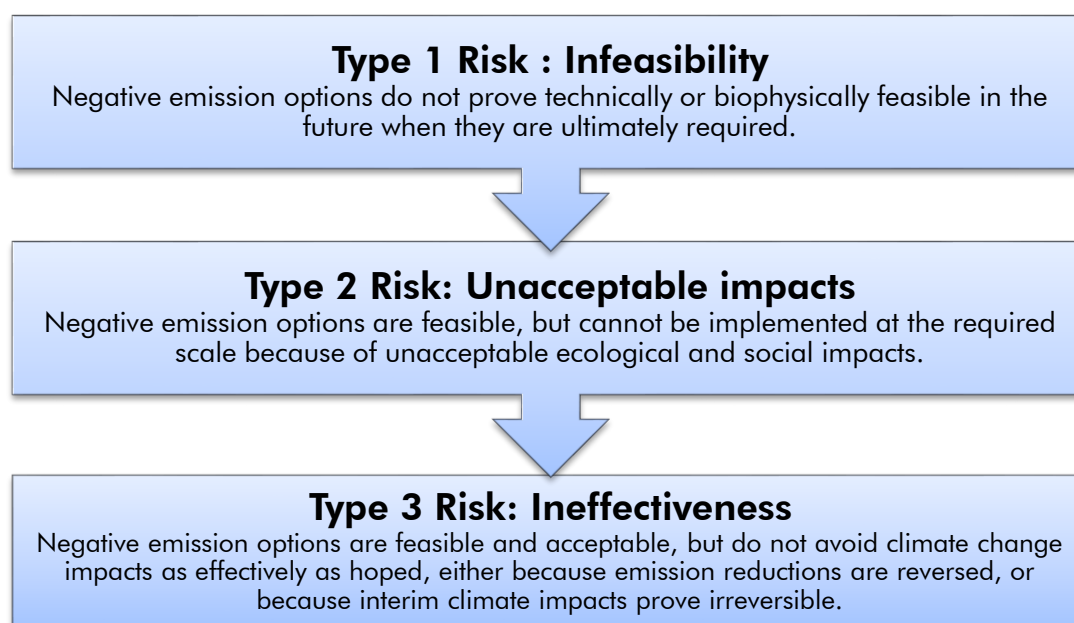 Type 1 Risk : Infeasibility
Negative emission options do not prove technically or biophysically feasible in the
future when they are ultimately required.
Type 2 Risk: Unacceptable impacts
Negative emission options are feasible, but cannot be implemented at the required
scale because of unacceptable ecological and social impacts.
Type 3 Risk: Ineffectiveness
Negative emission options are feasible and acceptable, but do not avoid climate change
impacts as effectively as hoped, either because emission reductions are reversed, or
because interim climate impacts prove irreversible.